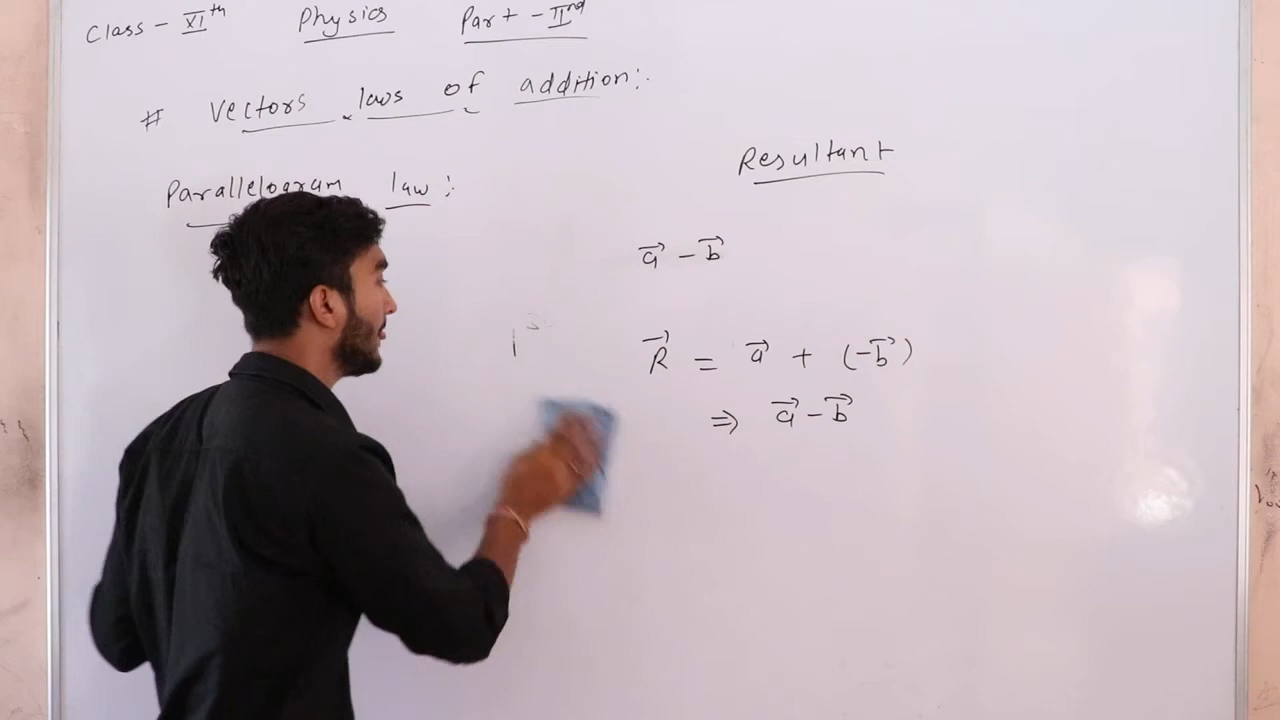 Class - XIth Physics Part - IInd
# Vectors laws of addition:.
Parallelogram law:
Resultant
a⃗ - b⃗
R⃗ = a⃗ + (-b⃗)
⇒ a⃗ - b⃗